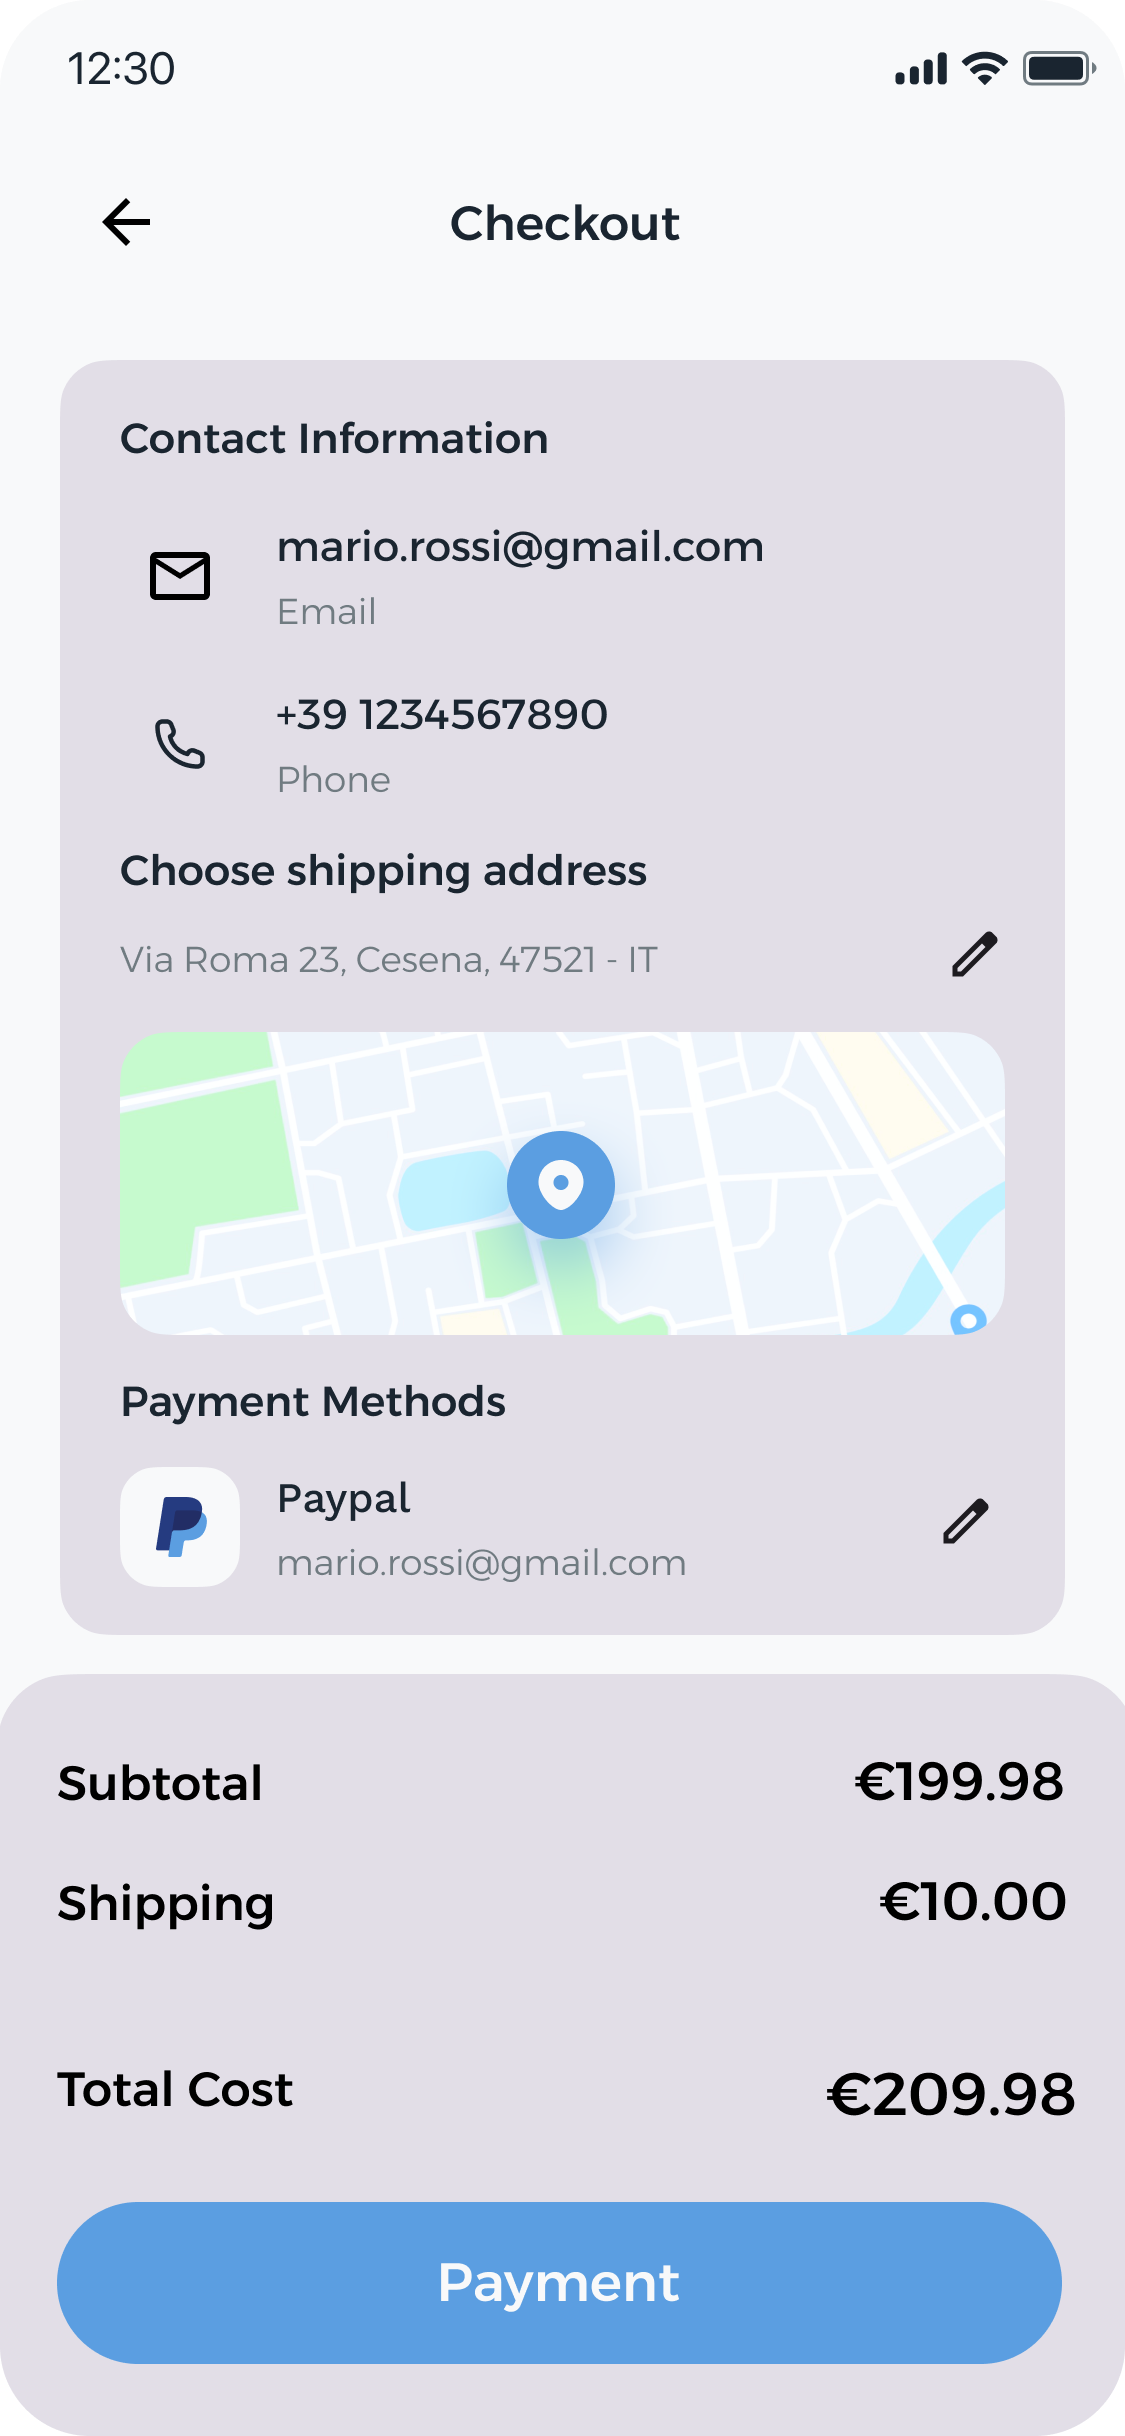 12:30
Checkout
Contact Information
mario.rossi@gmail.com
Email
+39 1234567890
Phone
Choose shipping address
Via Roma 23, Cesena, 47521 - IT
Payment Methods
Paypal
mario.rossi@gmail.com
Subtotal €199.98
Shipping €10.00
Total Cost €209.98
Payment